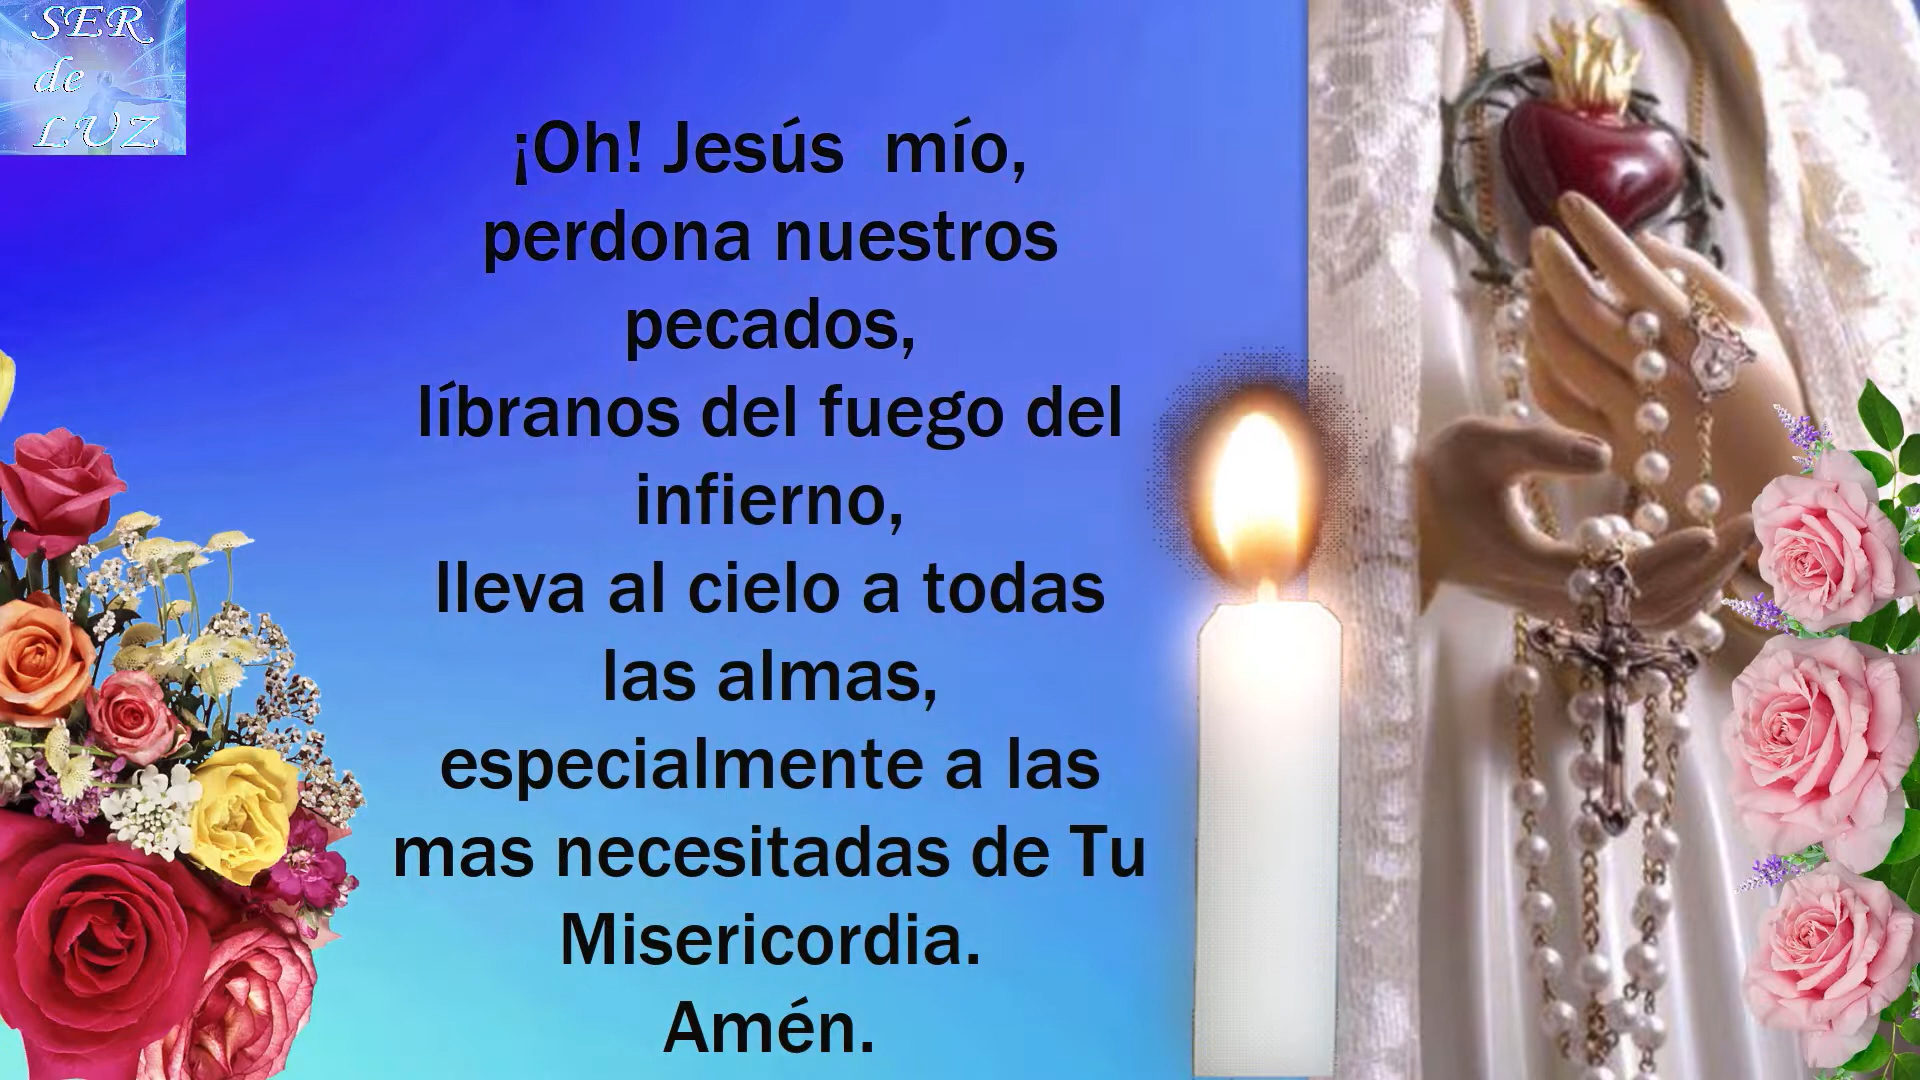 SER
de
LUZ
¡Oh! Jesús mío,
perdona nuestros
pecados,
líbranos del fuego del
infierno,
lleva al cielo a todas
las almas,
especialmente a las
mas necesitadas de Tu
Misericordia.
Amén.